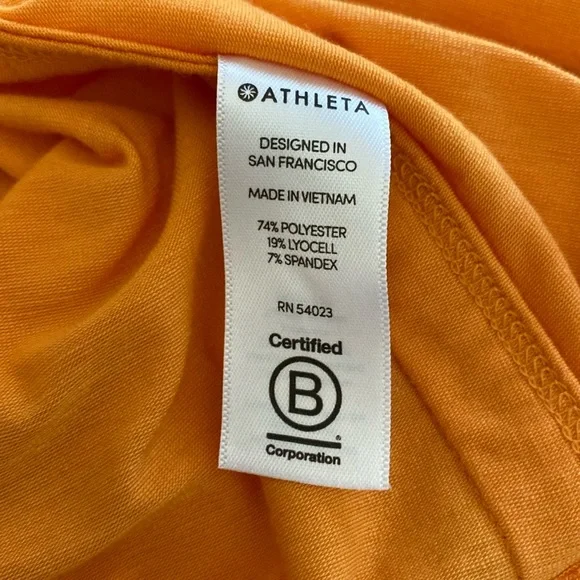 ATHLETA
DESIGNED IN
SAN FRANCISCO
MADE IN VIETNAM
74% POLYESTER
19% LYOCELL
7% SPANDEX
RN 54023
Certified
B
®
Corporation